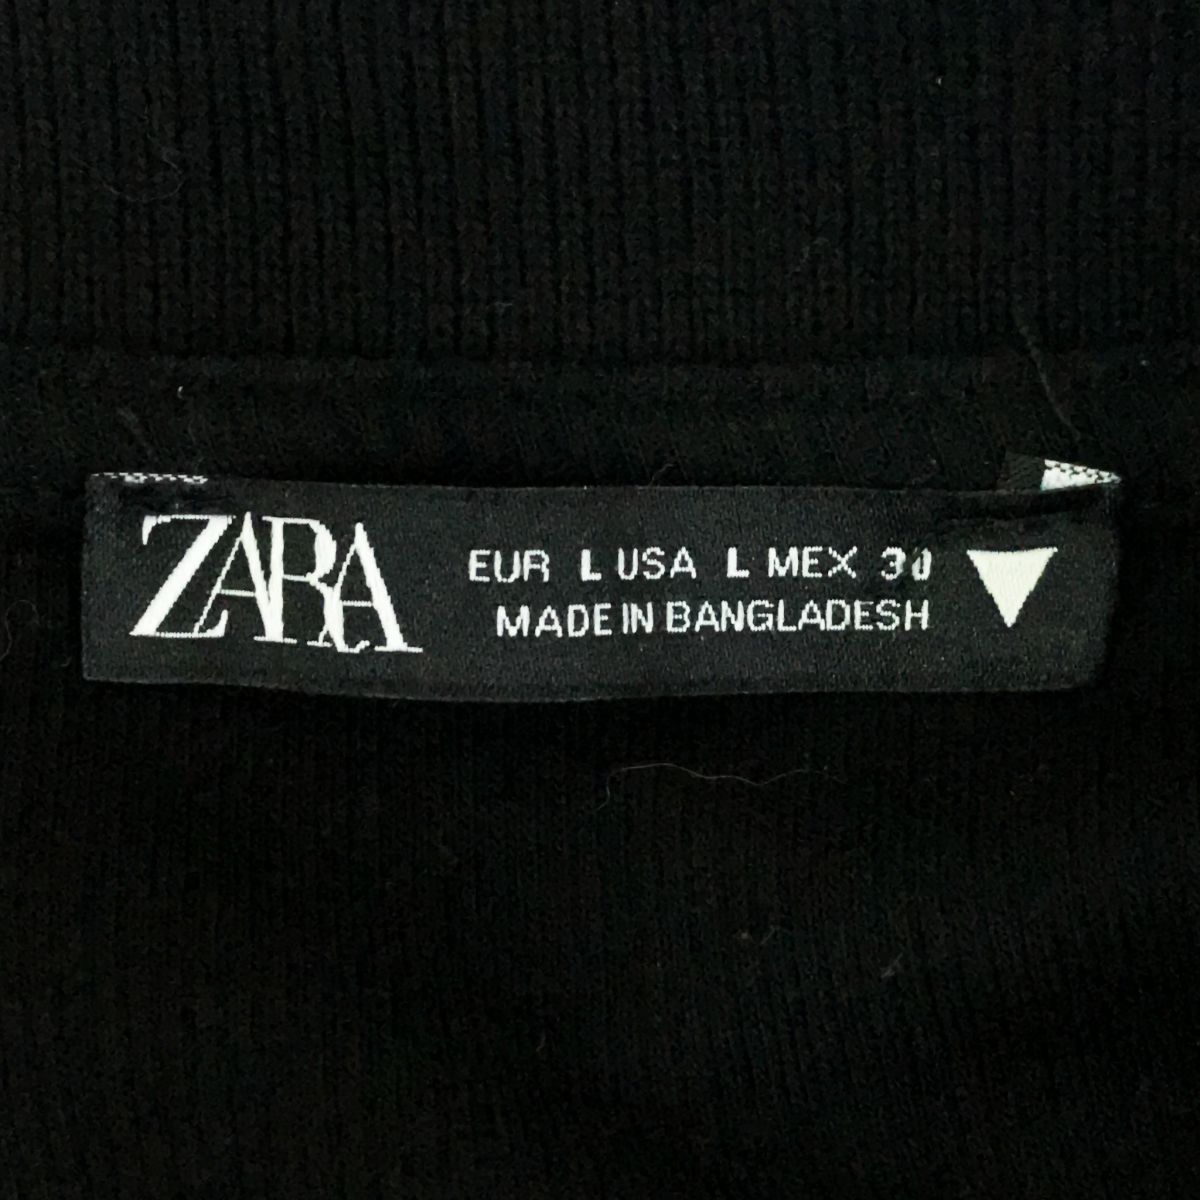 ZARA
EUR L USA L MEX 30
MADE IN BANGLADESH